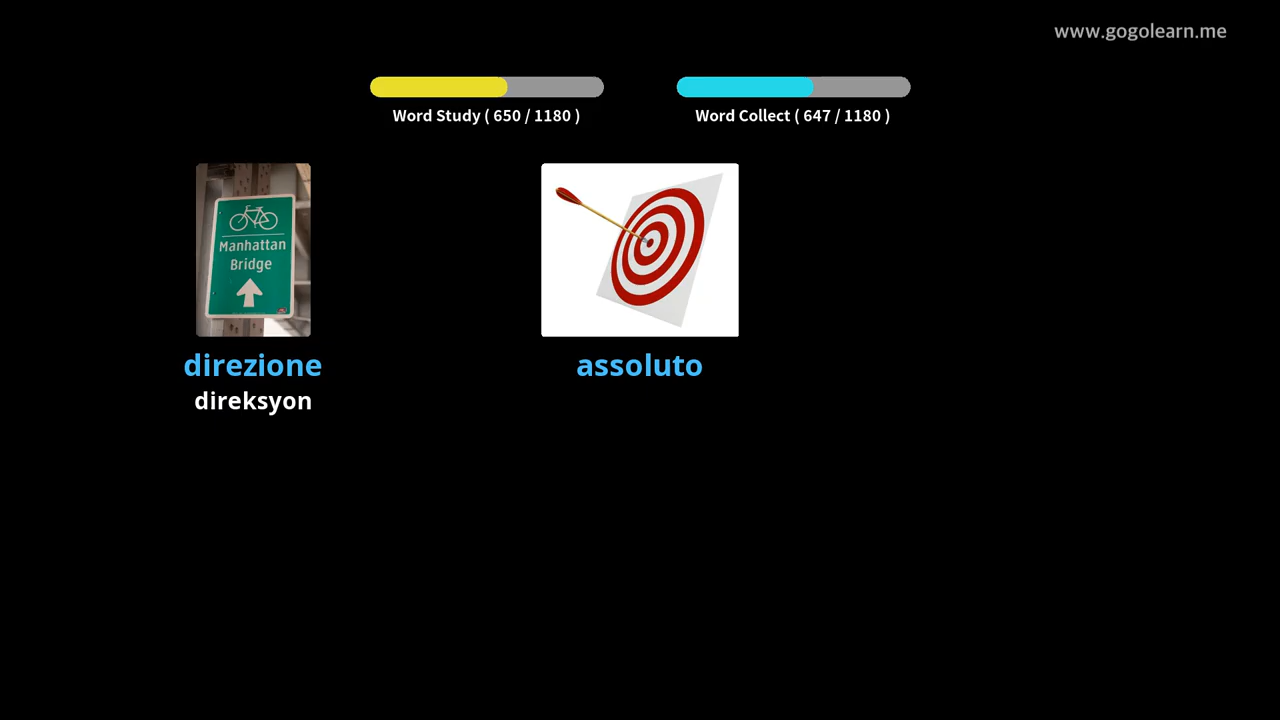 www.gogolearn.me
Word Study ( 650 / 1180 )
Word Collect ( 647 / 1180 )
Manhattan
Bridge
direzione
assoluto
direksyon